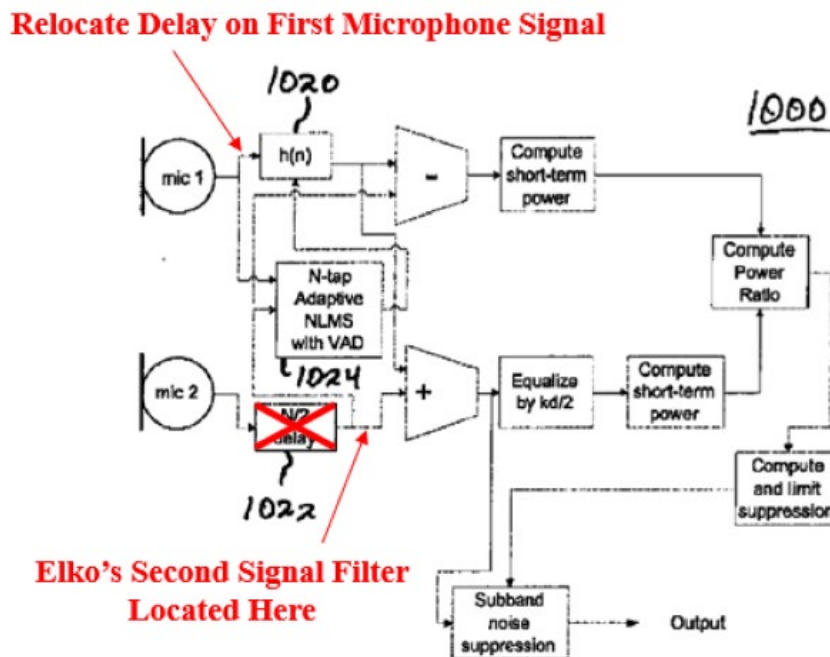 Relocate Delay on First Microphone Signal
1020
1000
mic 1
h(n)
-
Compute
short-term
power
Compute
Power
Ratio
N-tap
Adaptive
NLMS
with VAD
1024
mic 2
N/2
delay
1022
+
Equalize
by kd/2
Compute
short-term
power
Compute
and limit
suppression
Elko's Second Signal Filter
Located Here
Subband
noise
suppression
Output